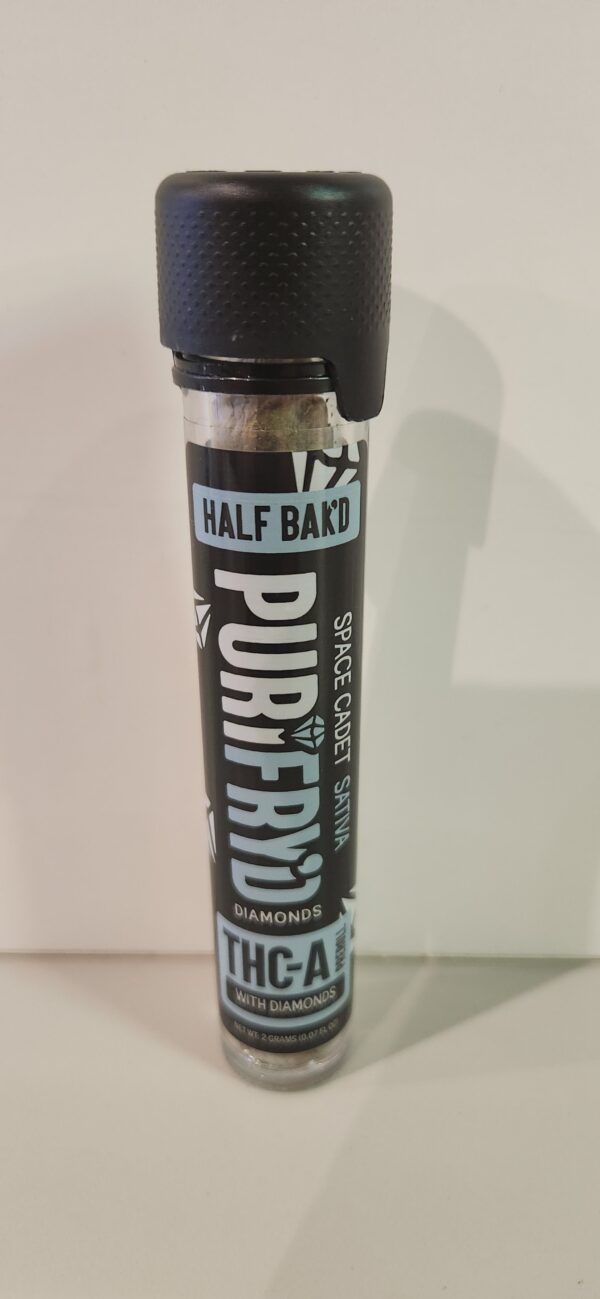 HALF BAK'D
PURIFRY'D
DIAMONDS
SPACE CADET SATIVA
THC-A
WITH DIAMONDS
NET WT. 2 GRAMS (0.07 FL OZ)